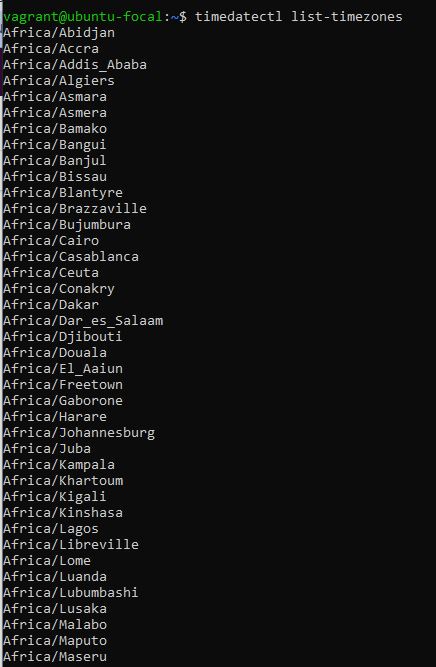 vagrant@ubuntu-focal:~$ timedatectl list-timezones
Africa/Abidjan
Africa/Accra
Africa/Addis_Ababa
Africa/Algiers
Africa/Asmara
Africa/Asmera
Africa/Bamako
Africa/Bangui
Africa/Banjul
Africa/Bissau
Africa/Blantyre
Africa/Brazzaville
Africa/Bujumbura
Africa/Cairo
Africa/Casablanca
Africa/Ceuta
Africa/Conakry
Africa/Dakar
Africa/Dar_es_Salaam
Africa/Djibouti
Africa/Douala
Africa/El_Aaiun
Africa/Freetown
Africa/Gaborone
Africa/Harare
Africa/Johannesburg
Africa/Juba
Africa/Kampala
Africa/Khartoum
Africa/Kigali
Africa/Kinshasa
Africa/Lagos
Africa/Libreville
Africa/Lome
Africa/Luanda
Africa/Lubumbashi
Africa/Lusaka
Africa/Malabo
Africa/Maputo
Africa/Maseru